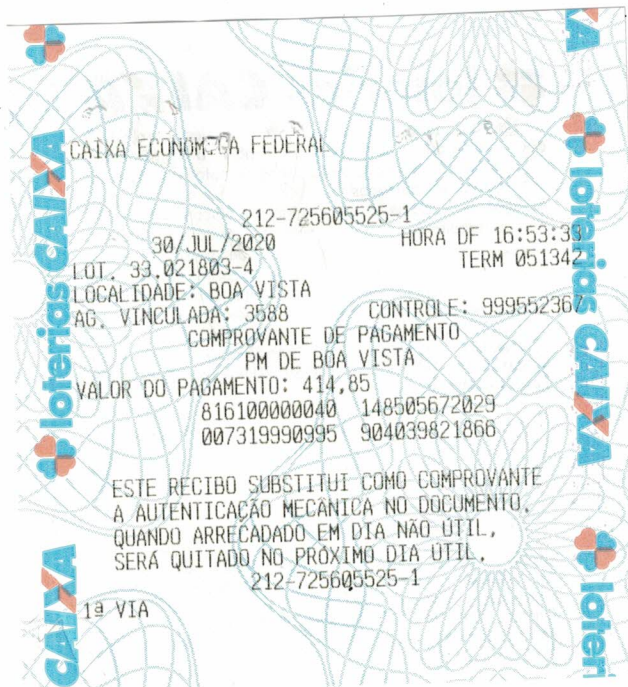 CAIXA ECONOMICA FEDERAL
212-725605525-1
30/JUL/2020 HORA DF 16:53:33
LOT. 33.021803-4 TERM 051342
LOCALIDADE: BOA VISTA
AG. VINCULADA: 3588 CONTROLE: 999552367
COMPROVANTE DE PAGAMENTO
PM DE BOA VISTA
VALOR DO PAGAMENTO: 414,85
816100000040 148505672029
007319990995 904039821866
ESTE RECIBO SUBSTITUI COMO COMPROVANTE
A AUTENTICAÇÃO MECÂNICA NO DOCUMENTO.
QUANDO ARRECADADO EM DIA NÃO ÚTIL,
SERÁ QUITADO NO PRÓXIMO DIA ÚTIL.
212-725605525-1
1ª VIA
loterias CAIXA
CAIXA
loterias CAIXA
loteri